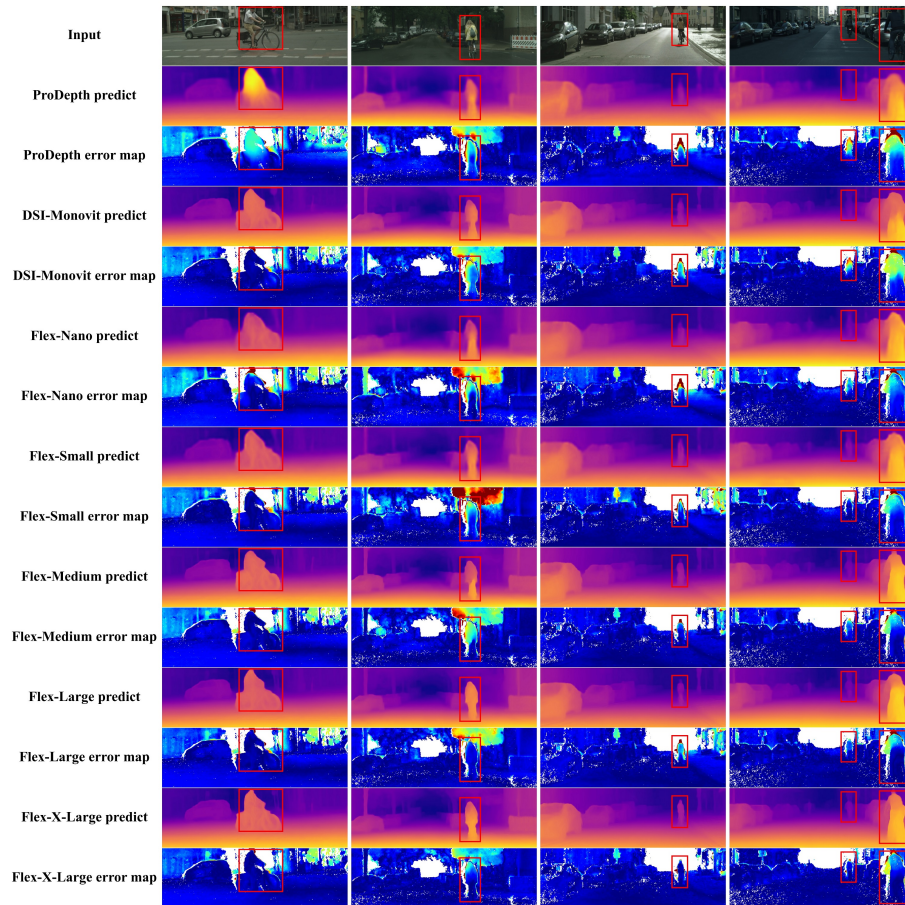 Input
ProDepth predict
ProDepth error map
DSI-Monovit predict
DSI-Monovit error map
Flex-Nano predict
Flex-Nano error map
Flex-Small predict
Flex-Small error map
Flex-Medium predict
Flex-Medium error map
Flex-Large predict
Flex-Large error map
Flex-X-Large predict
Flex-X-Large error map